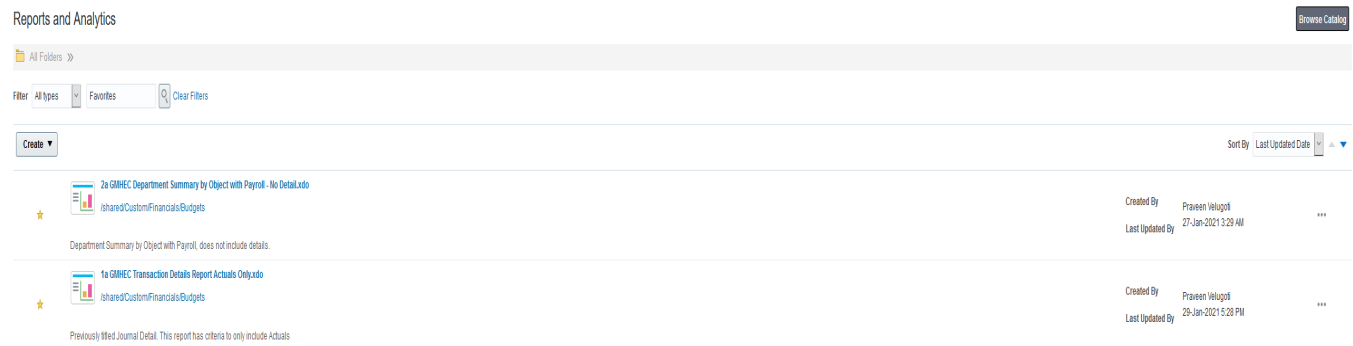 Reports and Analytics
Browse Catalog
All Folders »
Filter All types Favorites Clear Filters
Create ▼
Sort By Last Updated Date
2a GMHEC Department Summary by Object with Payroll - No Detail.xdo
/shared/Custom/Financials/Budgets
Created By Praveen Velugoti
Last Updated By 27-Jan-2021 3:29 AM
Department Summary by Object with Payroll, does not include details.
1a GMHEC Transaction Details Report Actuals Only.xdo
/shared/Custom/Financials/Budgets
Created By Praveen Velugoti
Last Updated By 29-Jan-2021 5:28 PM
Previously titled Journal Detail. This report has criteria to only include Actuals